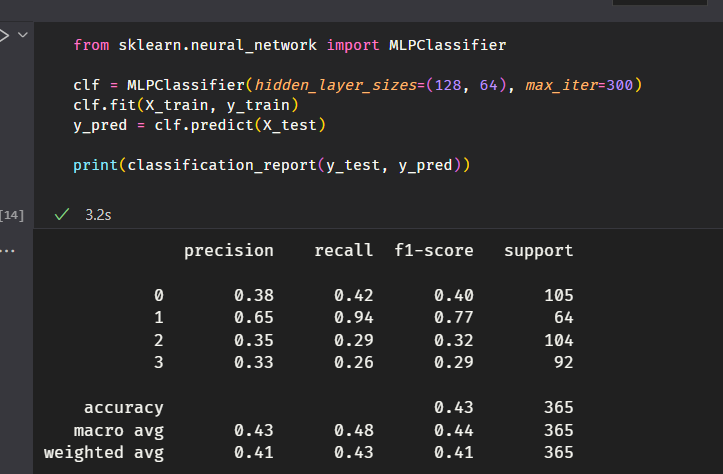 from sklearn.neural_network import MLPClassifier
clf = MLPClassifier(hidden_layer_sizes=(128, 64), max_iter=300)
clf.fit(X_train, y_train)
y_pred = clf.predict(X_test)
print(classification_report(y_test, y_pred))
[14] 3.2s
precision recall f1-score support
0 0.38 0.42 0.40 105
1 0.65 0.94 0.77 64
2 0.35 0.29 0.32 104
3 0.33 0.26 0.29 92
accuracy 0.43 365
macro avg 0.43 0.48 0.44 365
weighted avg 0.41 0.43 0.41 365